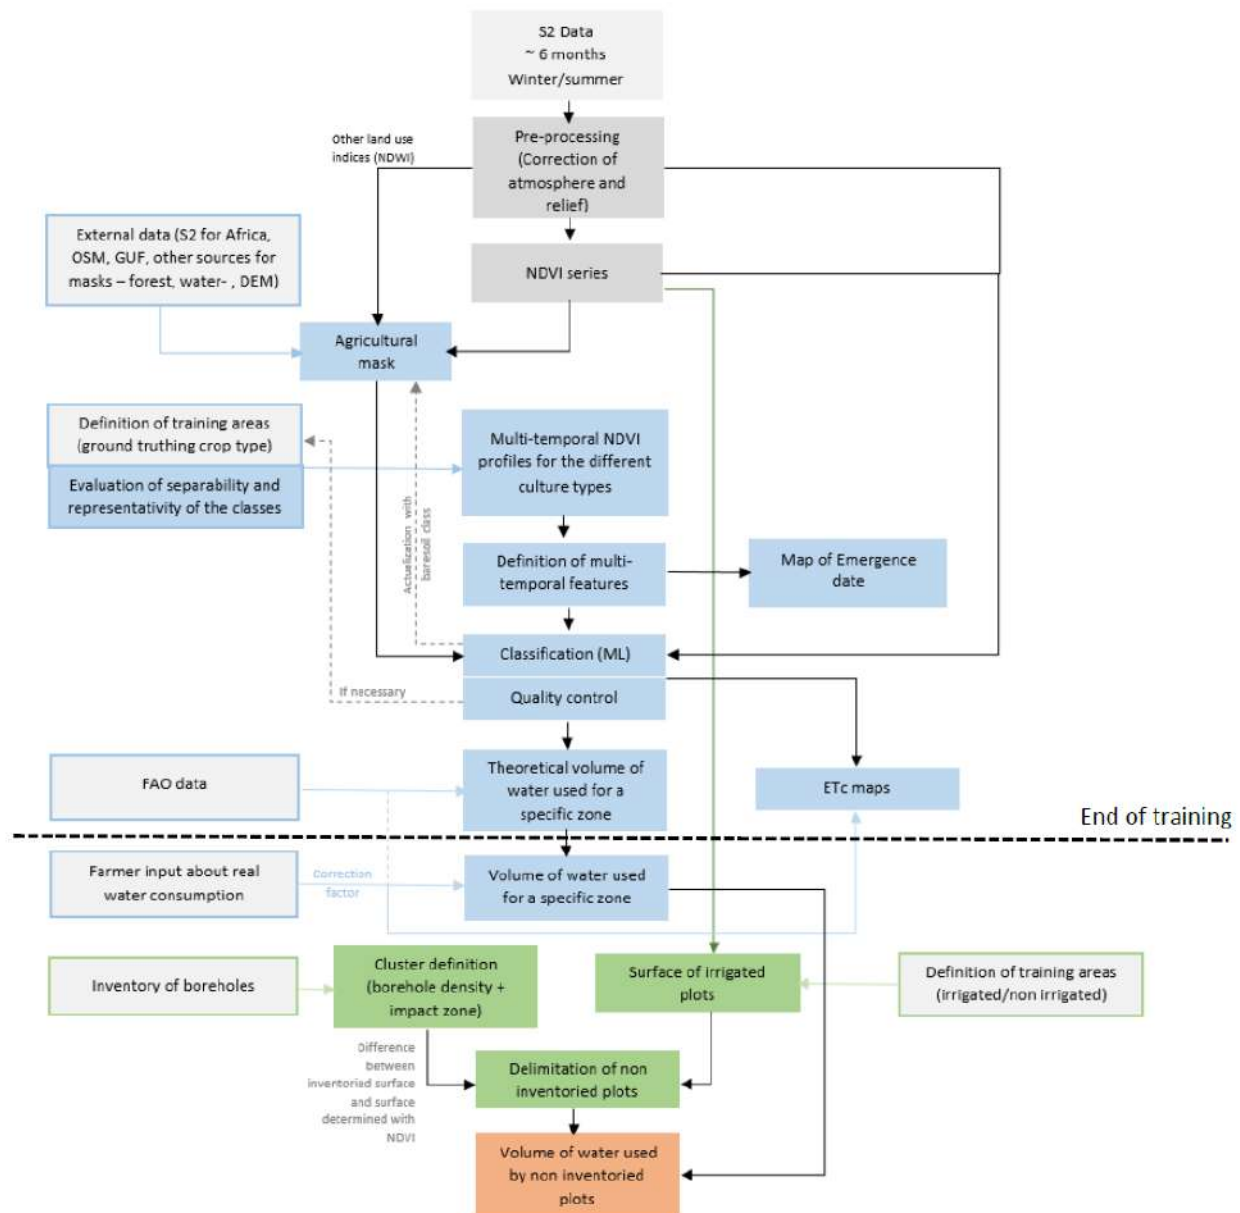 S2 Data
~ 6 months
Winter/summer
Other land use
indices (NDWI)
Pre-processing
(Correction of
atmosphere and
relief)
External data (S2 for Africa,
OSM, GUF, other sources for
masks – forest, water- , DEM)
NDVI series
Agricultural
mask
Definition of training areas
(ground truthing crop type)
Evaluation of separability and
representativity of the classes
Multi-temporal NDVI
profiles for the different
culture types
Actualization with
baresoil class
Definition of multi-
temporal features
Map of Emergence
date
Classification (ML)
If necessary
Quality control
FAO data
Theoretical volume of
water used for a
specific zone
ETc maps
End of training
Farmer input about real
water consumption
Correction
factor
Volume of water used
for a specific zone
Inventory of boreholes
Cluster definition
(borehole density +
impact zone)
Surface of irrigated
plots
Definition of training areas
(irrigated/non irrigated)
Difference
between
inventoried surface
and surface
determined with
NDVI
Delimitation of non
inventoried plots
Volume of water used
by non inventoried
plots